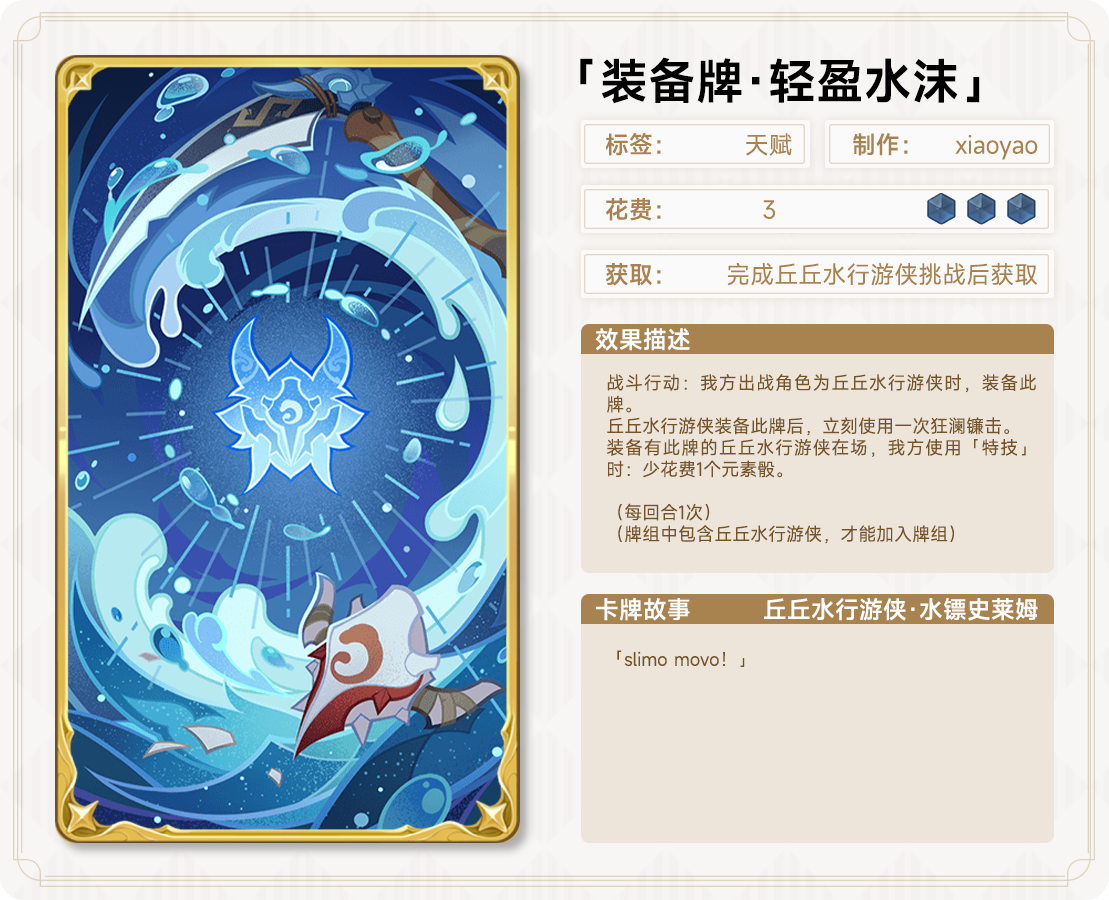 「装备牌·轻盈水沫」
标签： 天赋 制作： xiaoyao
花费： 3
获取： 完成丘丘水行游侠挑战后获取
效果描述
战斗行动：我方出战角色为丘丘水行游侠时，装备此
牌。
丘丘水行游侠装备此牌后，立刻使用一次狂澜镰击。
装备有此牌的丘丘水行游侠在场，我方使用「特技」
时：少花费1个元素骰。
（每回合1次）
（牌组中包含丘丘水行游侠，才能加入牌组）
卡牌故事 丘丘水行游侠·水镖史莱姆
「slimo movo！」